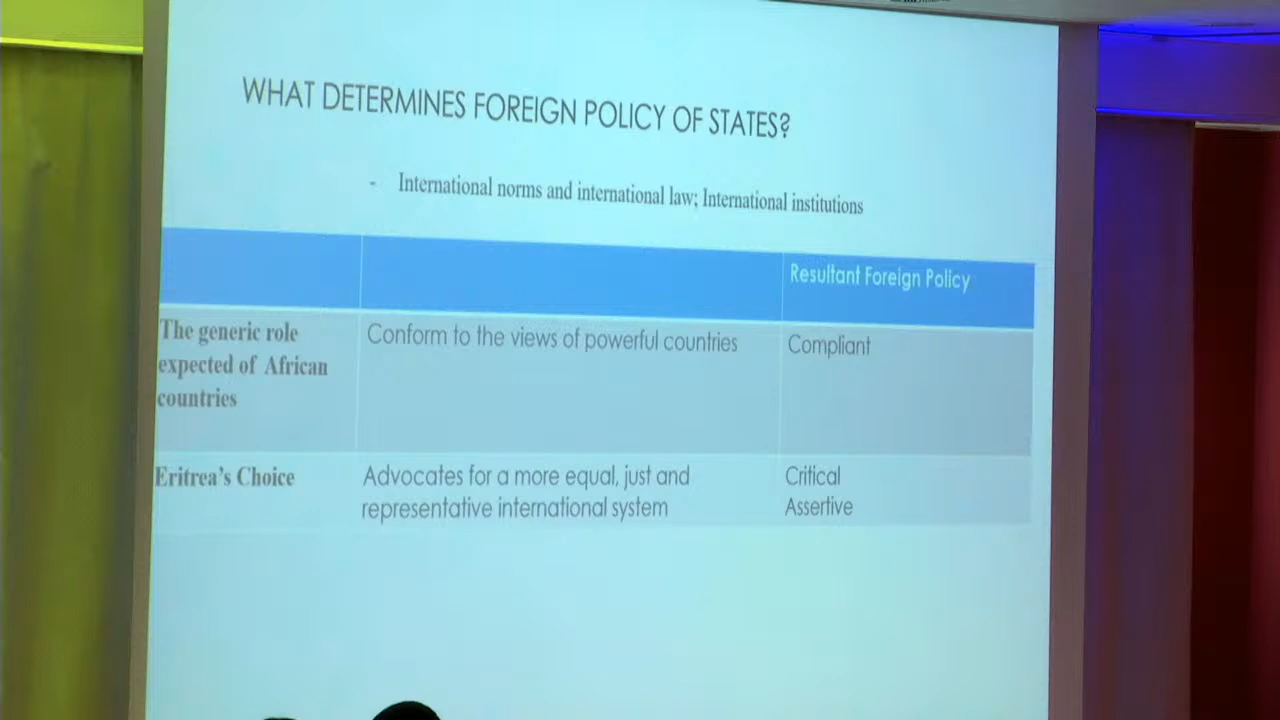 WHAT DETERMINES FOREIGN POLICY OF STATES?
- International norms and international law; International institutions
Resultant Foreign Policy
The generic role
expected of African
countries
Conform to the views of powerful countries
Compliant
Eritrea's Choice
Advocates for a more equal, just and
representative international system
Critical
Assertive